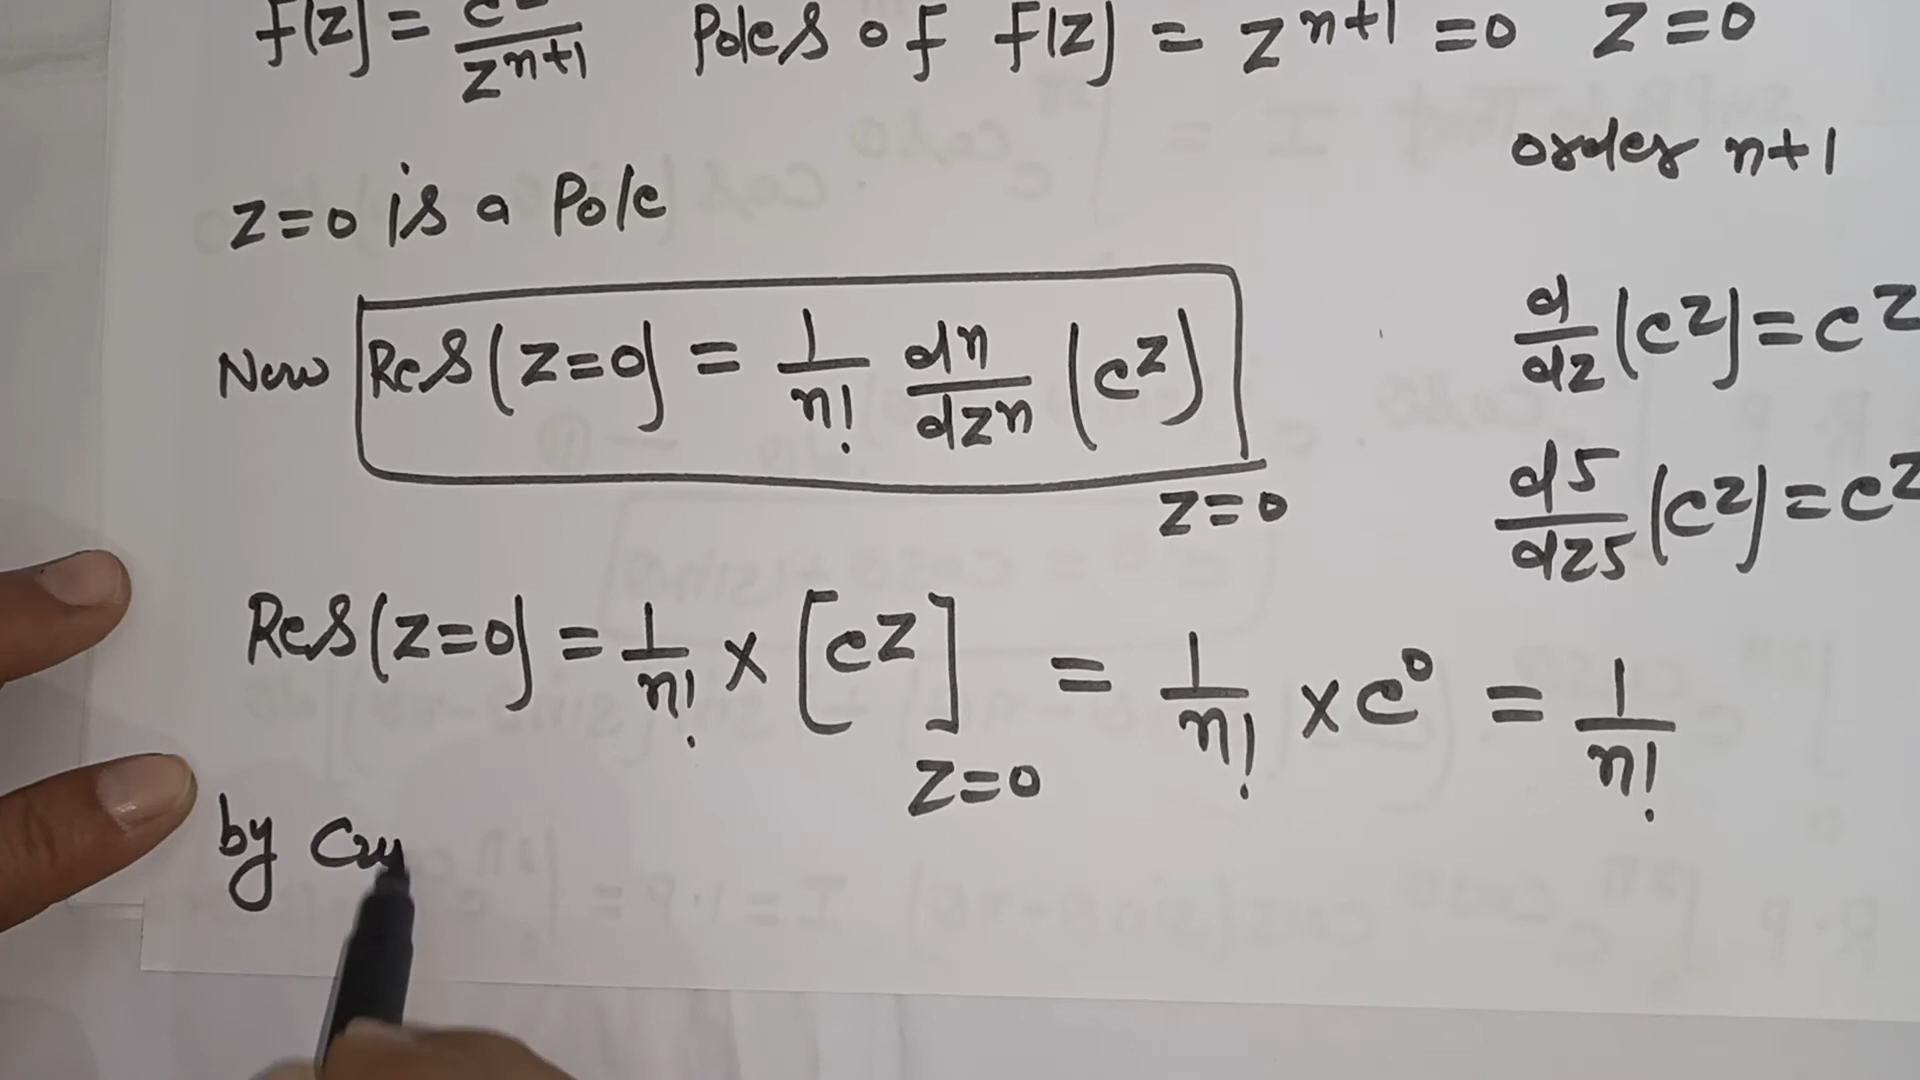 f(z) = e^z/z^{n+1} Poles of f(z) = z^{n+1} = 0 z = 0
order n+1
z=0 is a Pole
Now Res(z=0) = 1/n! d^n/dz^n (e^z) z=0
d/dz (e^z) = e^z
d^5/dz^5 (e^z) = e^z
Res(z=0) = 1/n! × [e^z] z=0 = 1/n! × e^0 = 1/n!
by